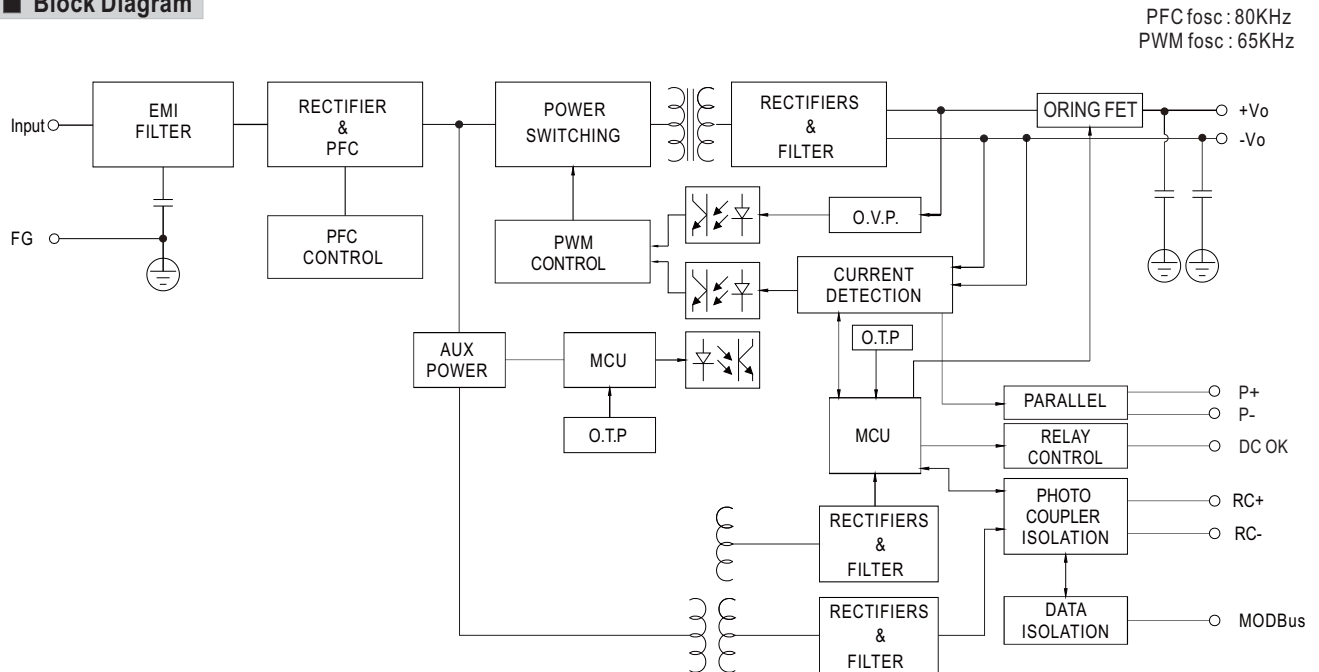 Block Diagram
PFC fosc : 80KHz
PWM fosc : 65KHz
Input
EMI
FILTER
RECTIFIER
&
PFC
POWER
SWITCHING
RECTIFIERS
&
FILTER
ORING FET
+Vo
-Vo
FG
PFC
CONTROL
PWM
CONTROL
O.V.P.
CURRENT
DETECTION
AUX
POWER
MCU
O.T.P
O.T.P
MCU
PARALLEL
P+
P-
RELAY
CONTROL
DC OK
PHOTO
COUPLER
ISOLATION
RC+
RC-
RECTIFIERS
&
FILTER
DATA
ISOLATION
MODBus
RECTIFIERS
&
FILTER